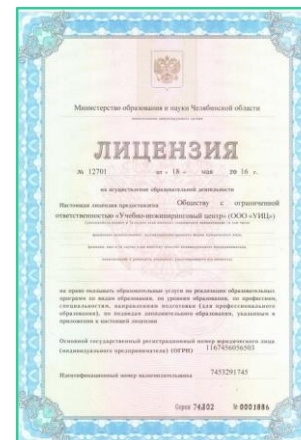 Министерство образования и науки Челябинской области
ЛИЦЕНЗИЯ
№ 12701 от « 18 » мая 20 16 г.
на осуществление образовательной деятельности
Настоящая лицензия предоставлена Обществу с ограниченной
ответственностью «Учебно-инжиниринговый центр» (ООО «УИЦ»)
на право оказывать образовательные услуги по реализации образовательных
программ по видам образования, по уровням образования, по профессиям,
специальностям, направлениям подготовки (для профессионального
образования), по подвидам дополнительного образования, указанным в
приложении к настоящей лицензии
Основной государственный регистрационный номер юридического лица
(индивидуального предпринимателя) (ОГРН) 1167456056503
Идентификационный номер налогоплательщика 7453291745
Серия 74Л02 № 0001886